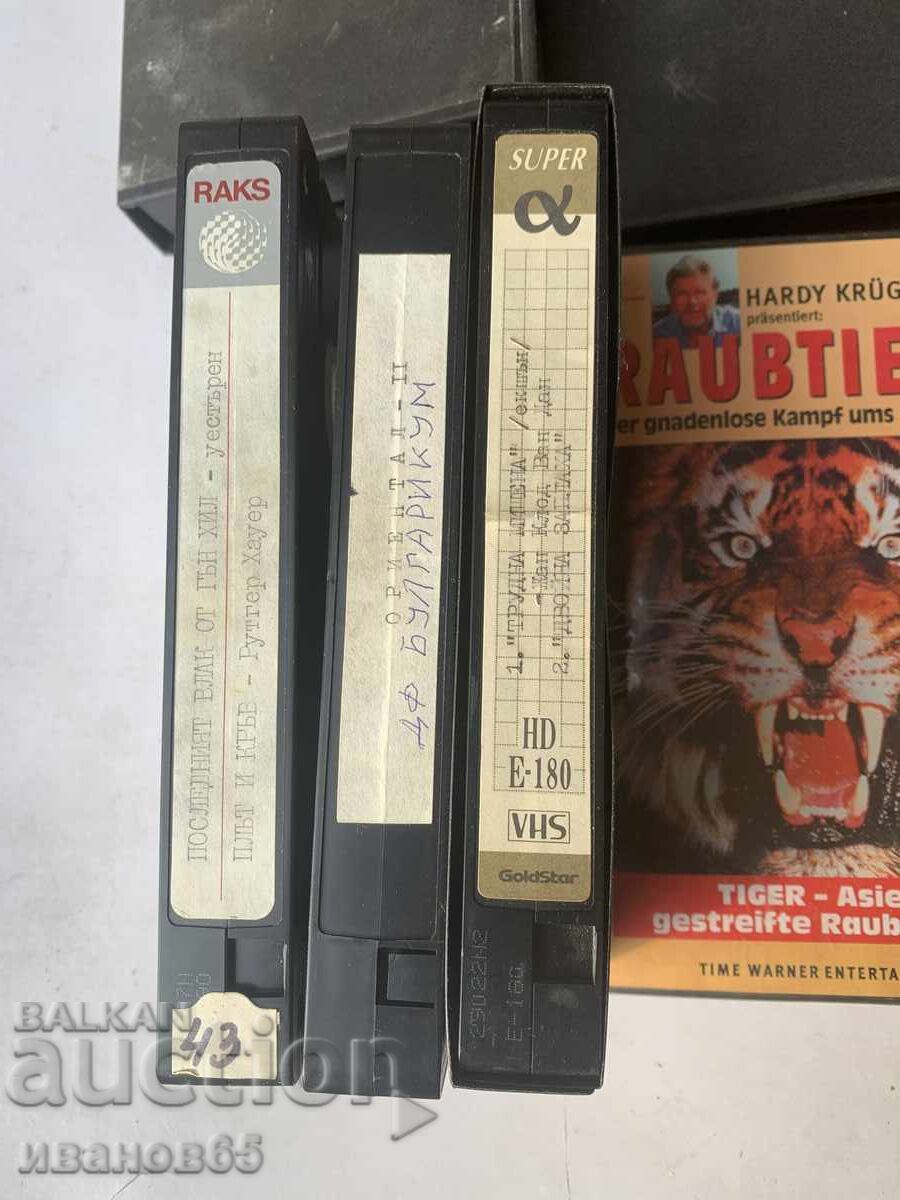 RAKS
ПОСЛЕДНИЯТ ВЛАК ОТ ГЪН ХИЛ - уестърен
ПЛЪТ И КРЪВ - Рутгер Хауер
43
ОРИЕНТАЛ-II
ДФ БУЛГАРИКУМ
SUPER
α
1. "ТРУДНА МИШЕНА" /екшън/
-Жан Клод Ван Дам
2. "ДВОЙНА ЗАПЛАХА"
HD
E-180
VHS
GoldStar
29022H2
E-180
HARDY KRÜG
präsentiert:
RAUBTIE
er gnadenlose Kampf ums
TIGER - Asie
gestreifte Raub
TIME WARNER ENTERTA
BALKAN
auction
иванов65